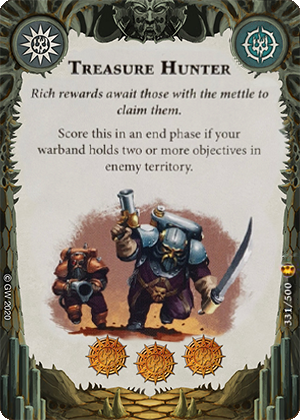 TREASURE HUNTER
Rich rewards await those with the mettle to
claim them.
Score this in an end phase if your
warband holds two or more objectives in
enemy territory.
© GW 2020
331/500